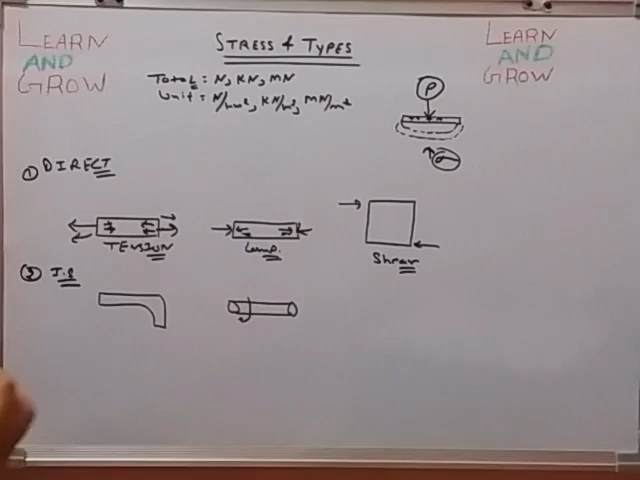 LEARN
AND
GROW
STRESS & TYPES
LEARN
AND
GROW
Total : N, KN, MN
Unit = N/mm², KN/m², MN/m²
P
σ
① DIRECT
TENSION
Comp.
Shear